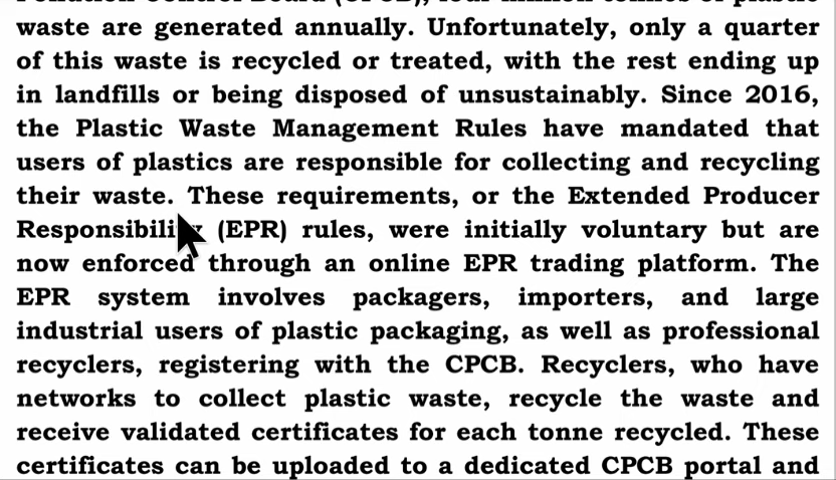 waste are generated annually. Unfortunately, only a quarter
of this waste is recycled or treated, with the rest ending up
in landfills or being disposed of unsustainably. Since 2016,
the Plastic Waste Management Rules have mandated that
users of plastics are responsible for collecting and recycling
their waste. These requirements, or the Extended Producer
Responsibility (EPR) rules, were initially voluntary but are
now enforced through an online EPR trading platform. The
EPR system involves packagers, importers, and large
industrial users of plastic packaging, as well as professional
recyclers, registering with the CPCB. Recyclers, who have
networks to collect plastic waste, recycle the waste and
receive validated certificates for each tonne recycled. These
certificates can be uploaded to a dedicated CPCB portal and